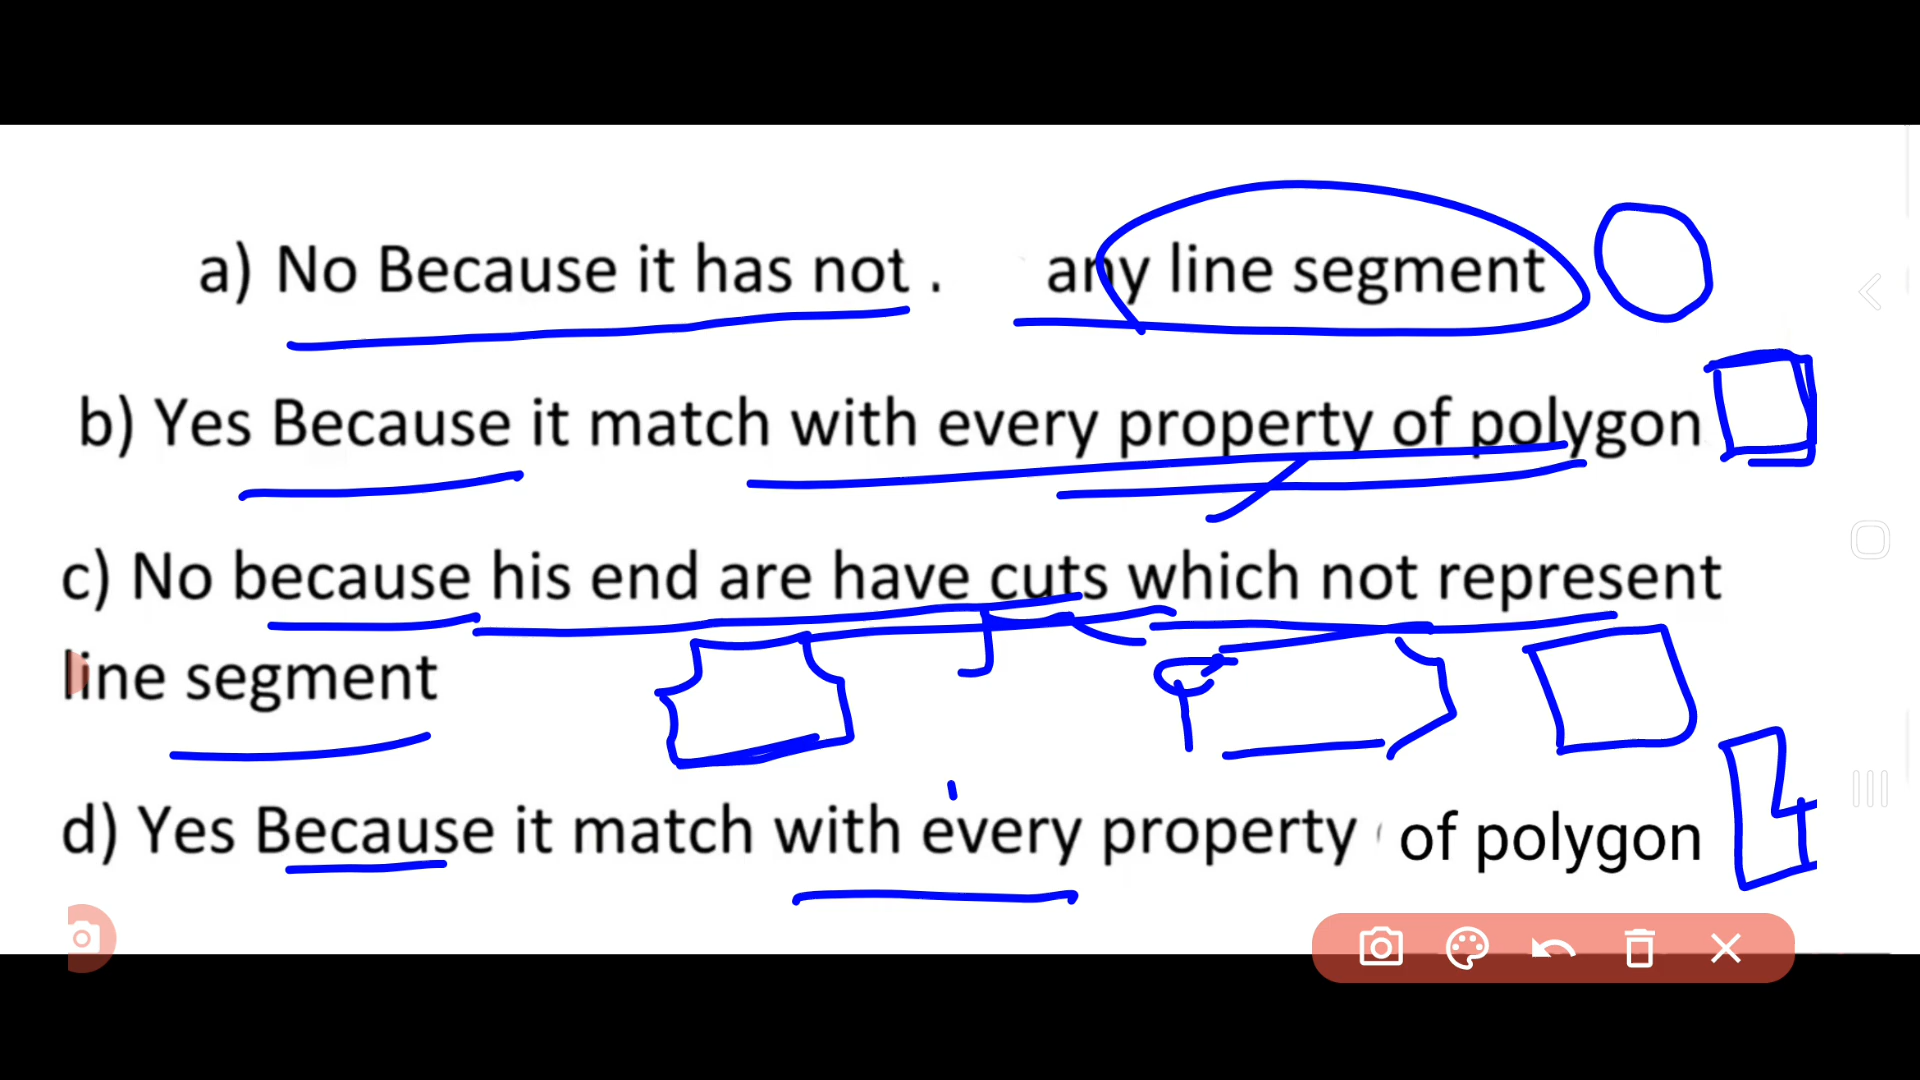 a) No Because it has not . any line segment
b) Yes Because it match with every property of polygon
c) No because his end are have cuts which not represent
line segment
d) Yes Because it match with every property of polygon